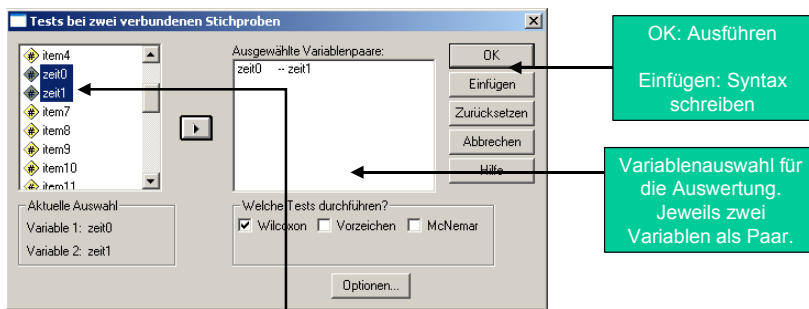 Tests bei zwei verbundenen Stichproben
item4
zeit0
zeit1
item7
item8
item9
item10
item11
Ausgewählte Variablenpaare:
zeit0 -- zeit1
OK
Einfügen
Zurücksetzen
Abbrechen
Hilfe
Aktuelle Auswahl
Variable 1: zeit0
Variable 2: zeit1
Welche Tests durchführen?
Wilcoxon Vorzeichen McNemar
Optionen...
OK: Ausführen
Einfügen: Syntax
schreiben
Variablenauswahl für
die Auswertung.
Jeweils zwei
Variablen als Paar.